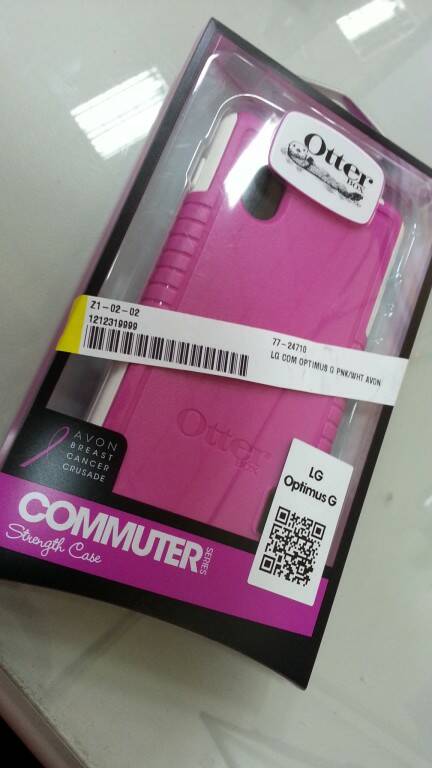 Otter
BOX
Z1-02-02
1212319999
77-24710
LG COM OPTIMUS G PNK/WHT AVON
Otter
BOX
AVON
BREAST
CANCER
CRUSADE
LG
Optimus G
COMMUTER
SERIES
Strength Case